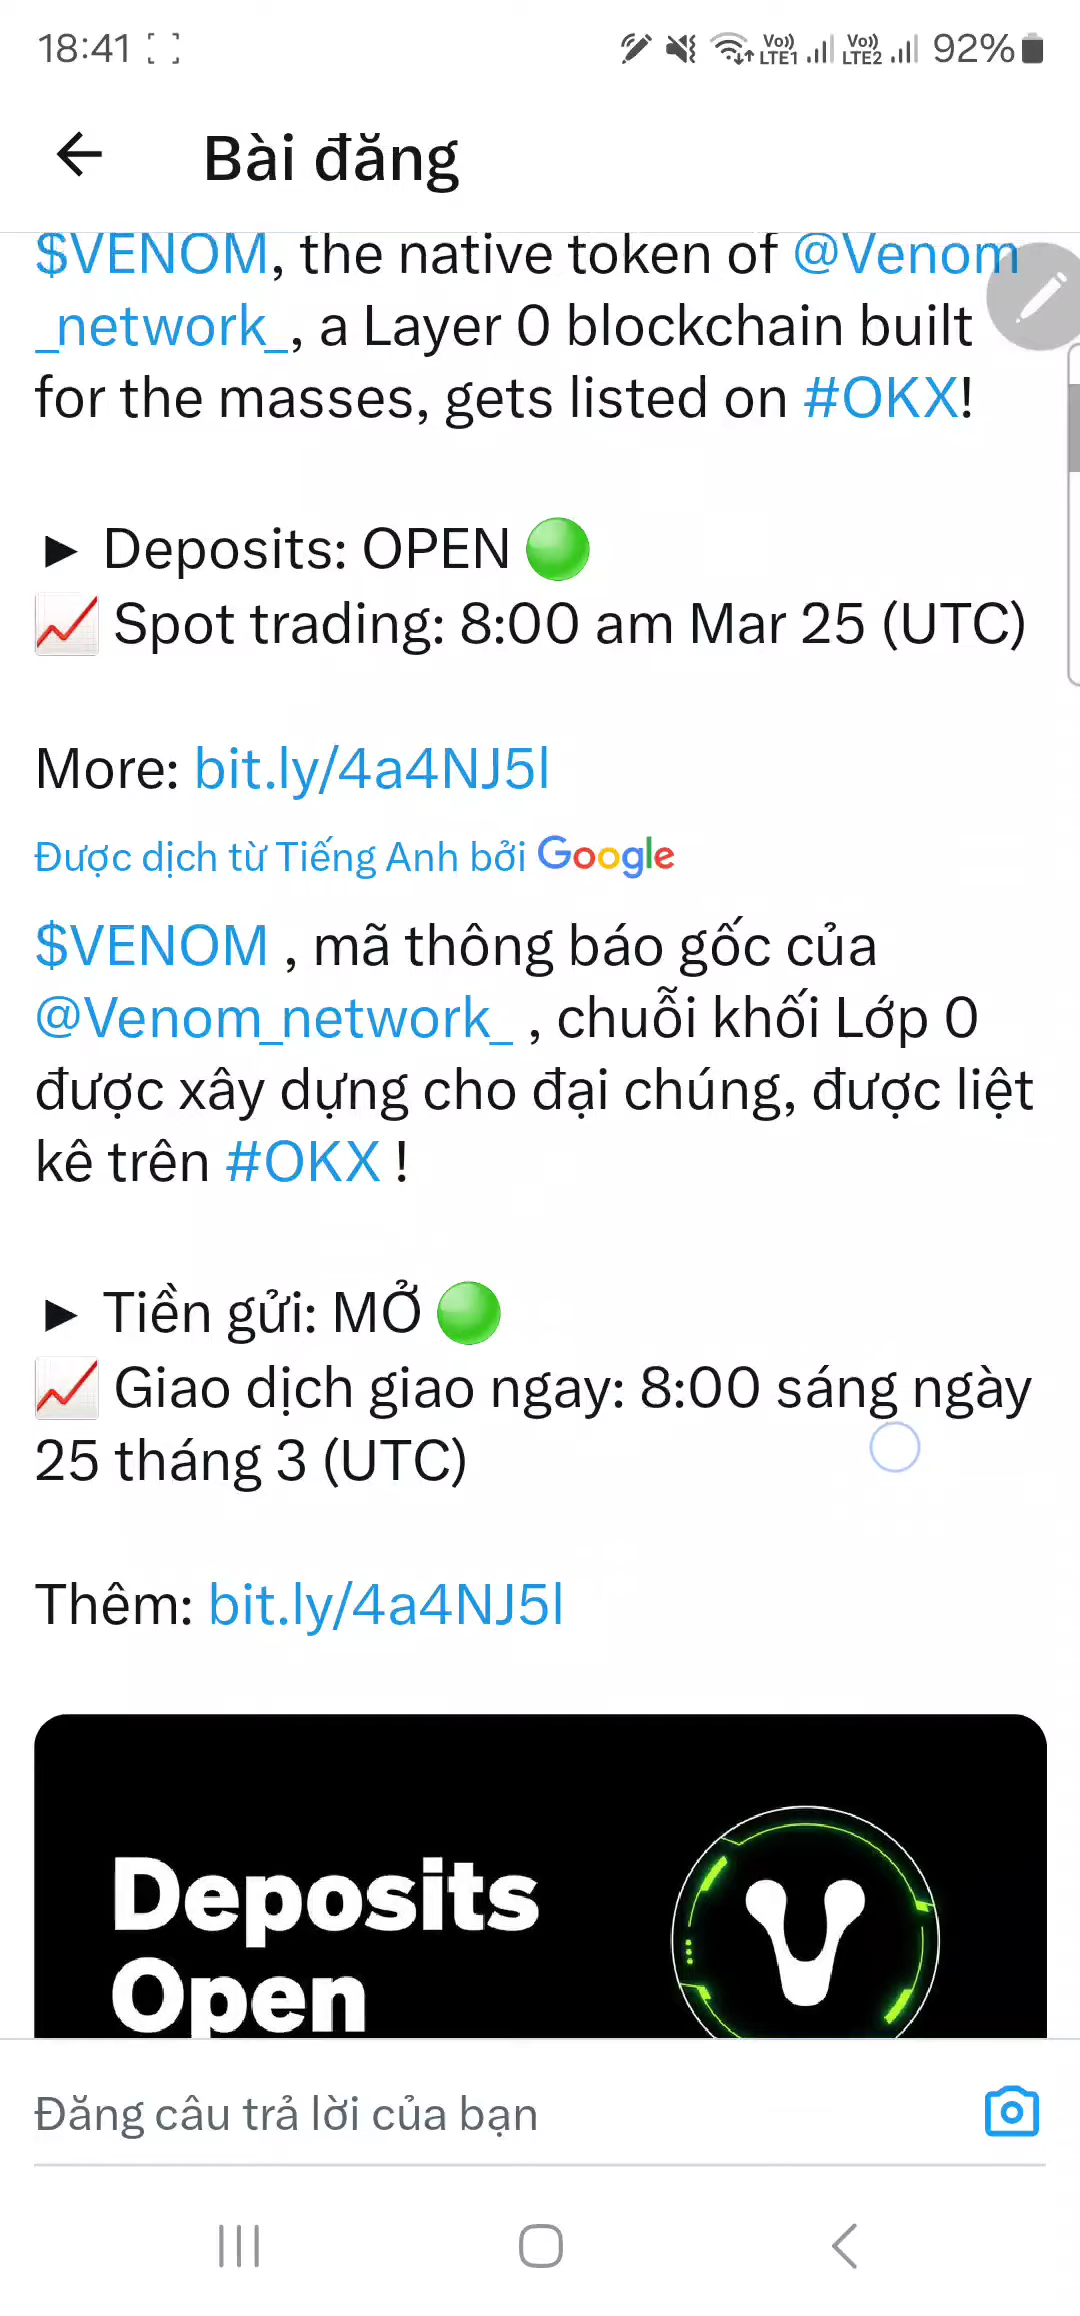 18:41
Vo)) LTE1 Vo)) LTE2 92%
Bài đăng
$VENOM, the native token of @Venom
_network_, a Layer 0 blockchain built
for the masses, gets listed on #OKX!
► Deposits: OPEN 🟢
📈 Spot trading: 8:00 am Mar 25 (UTC)
More: bit.ly/4a4NJ5l
Được dịch từ Tiếng Anh bởi Google
$VENOM , mã thông báo gốc của
@Venom_network_ , chuỗi khối Lớp 0
được xây dựng cho đại chúng, được liệt
kê trên #OKX !
► Tiền gửi: MỞ 🟢
📈 Giao dịch giao ngay: 8:00 sáng ngày
25 tháng 3 (UTC)
Thêm: bit.ly/4a4NJ5l
Deposits
Open
Đăng câu trả lời của bạn